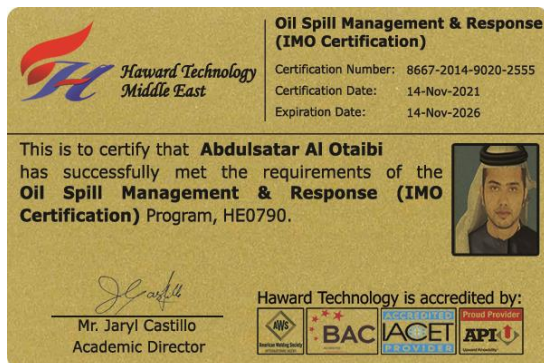 Haward Technology
Middle East
Oil Spill Management & Response
(IMO Certification)
Certification Number: 8667-2014-9020-2555
Certification Date: 14-Nov-2021
Expiration Date: 14-Nov-2026
This is to certify that Abdulsatar Al Otaibi
has successfully met the requirements of the
Oil Spill Management & Response (IMO
Certification) Program, HE0790.
Mr. Jaryl Castillo
Academic Director
Haward Technology is accredited by:
AWS
American Welding Society
BAC
ACCREDITED
IACET
PROVIDER
Proud Provider
API